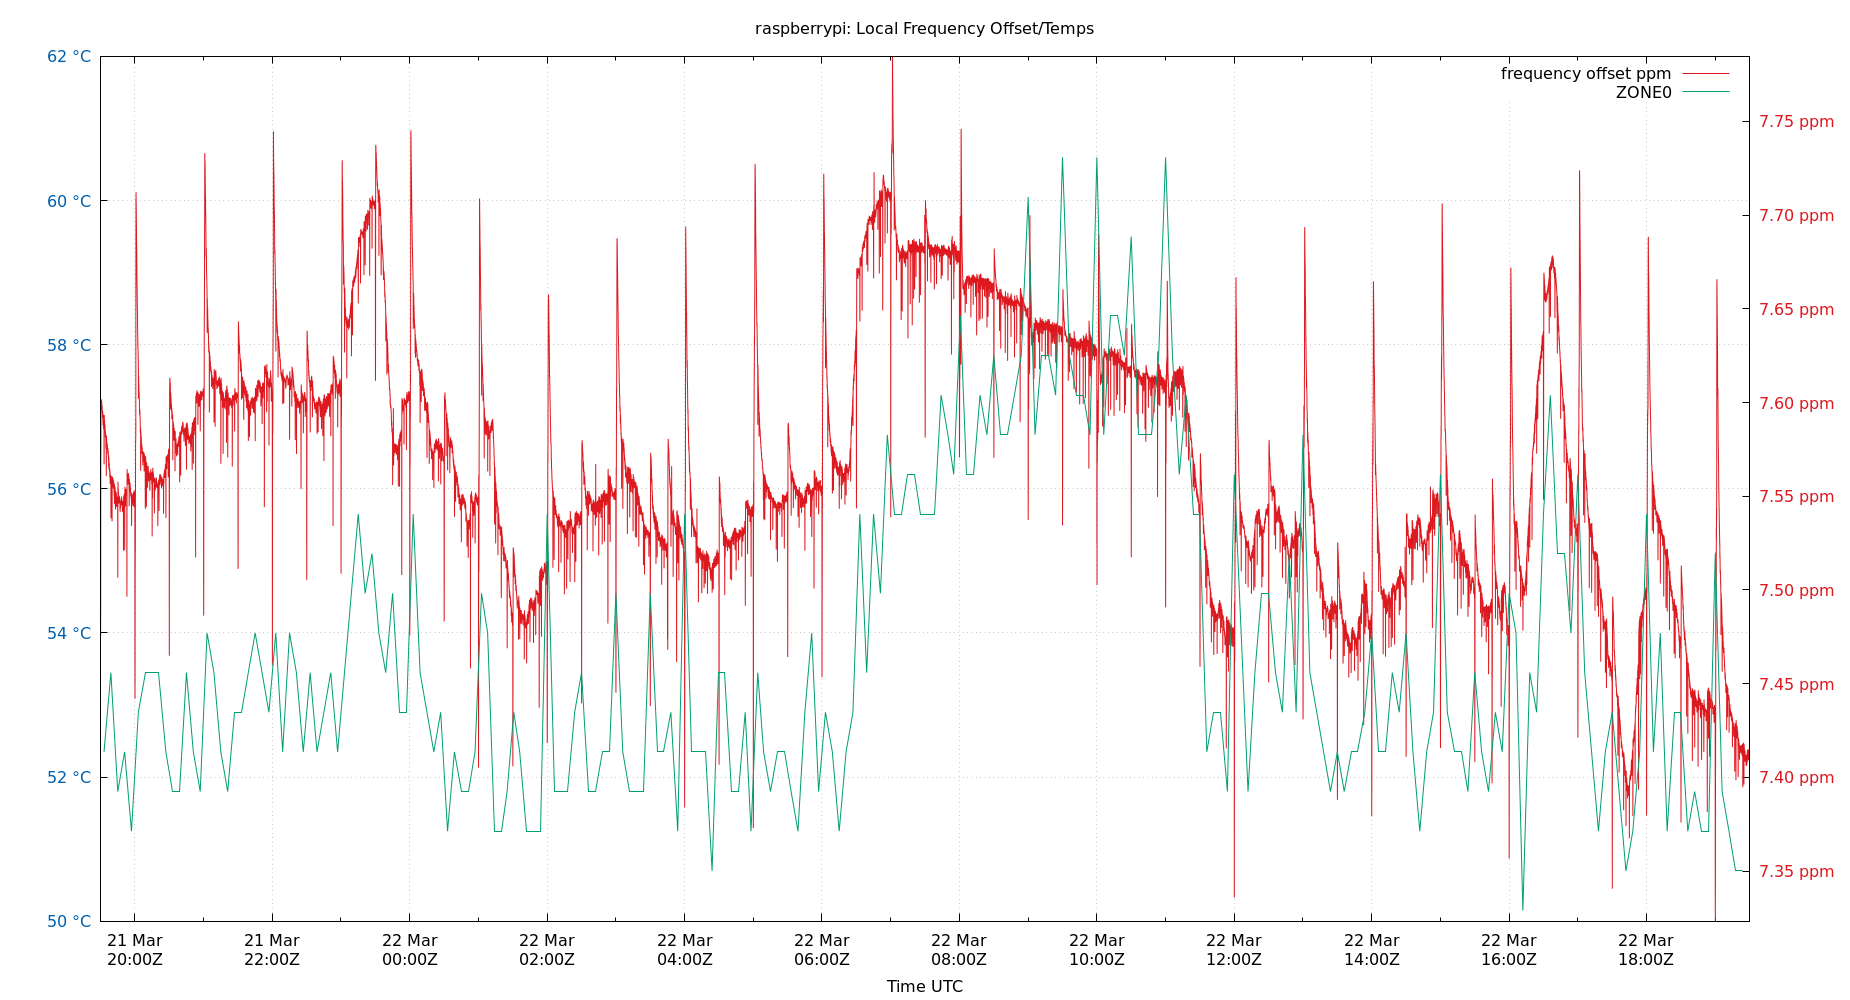 raspberrypi: Local Frequency Offset/Temps
frequency offset ppm
ZONE0
62 °C
60 °C
58 °C
56 °C
54 °C
52 °C
50 °C
7.75 ppm
7.70 ppm
7.65 ppm
7.60 ppm
7.55 ppm
7.50 ppm
7.45 ppm
7.40 ppm
7.35 ppm
21 Mar 21 Mar 22 Mar 22 Mar 22 Mar 22 Mar 22 Mar 22 Mar 22 Mar 22 Mar 22 Mar 22 Mar
20:00Z 22:00Z 00:00Z 02:00Z 04:00Z 06:00Z 08:00Z 10:00Z 12:00Z 14:00Z 16:00Z 18:00Z
Time UTC